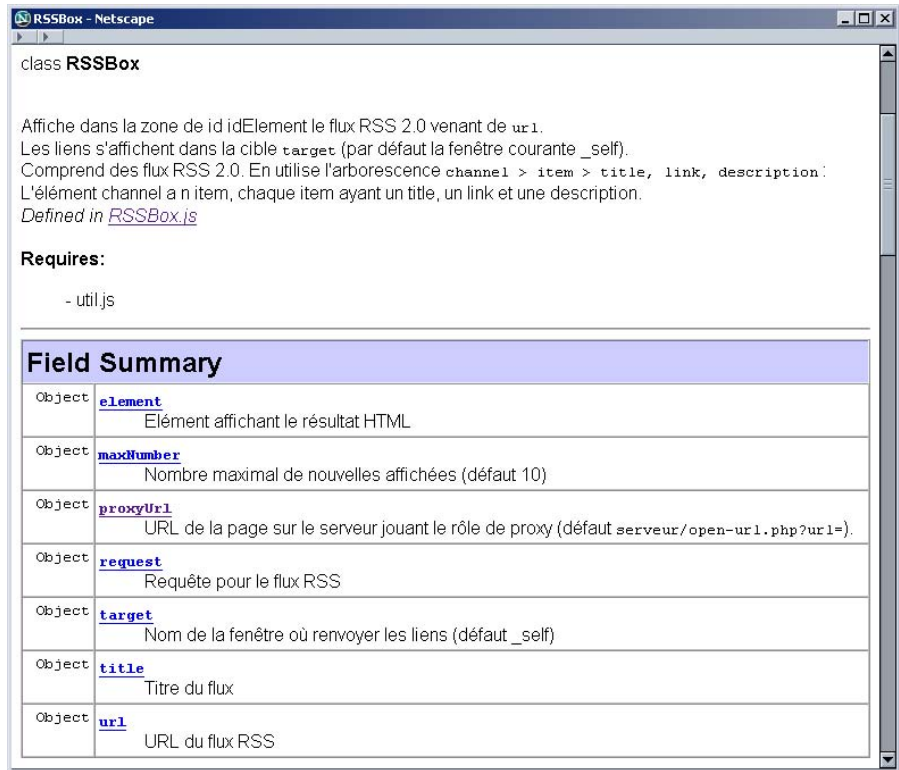 RSSBox - Netscape
class RSSBox
Affiche dans la zone de id idElement le flux RSS 2.0 venant de url.
Les liens s'affichent dans la cible target (par défaut la fenêtre courante _self).
Comprend des flux RSS 2.0. En utilise l'arborescence channel > item > title, link, description :
L'élément channel a n item, chaque item ayant un title, un link et une description.
Defined in RSSBox.js
Requires:
- util.js
Field Summary
Object element
Elément affichant le résultat HTML
Object maxNumber
Nombre maximal de nouvelles affichées (défaut 10)
Object proxyUrl
URL de la page sur le serveur jouant le rôle de proxy (défaut serveur/open-url.php?url=).
Object request
Requête pour le flux RSS
Object target
Nom de la fenêtre où renvoyer les liens (défaut _self)
Object title
Titre du flux
Object url
URL du flux RSS